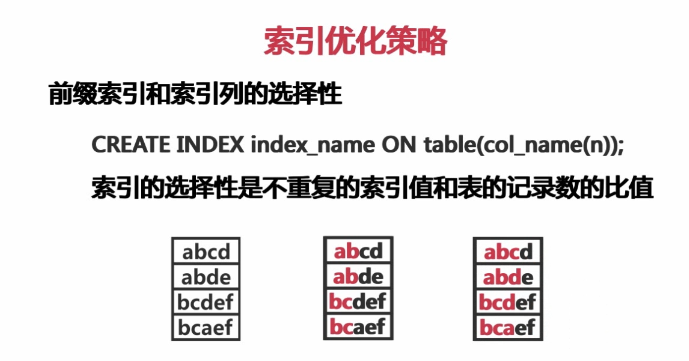 索引优化策略
前缀索引和索引列的选择性
CREATE INDEX index_name ON table(col_name(n));
索引的选择性是不重复的索引值和表的记录数的比值
abcd abcd abcd
abde abde abde
bcdef bcdef bcdef
bcaef bcaef bcaef